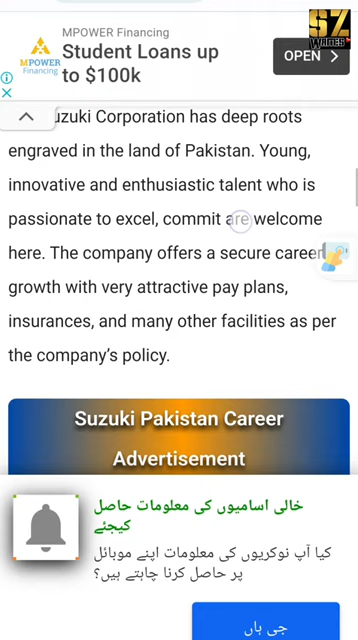 MPOWER Financing
Student Loans up
to $100k
MPOWER
Financing
OPEN
SZ
WRITES
uzuki Corporation has deep roots
engraved in the land of Pakistan. Young,
innovative and enthusiastic talent who is
passionate to excel, commit are welcome
here. The company offers a secure career
growth with very attractive pay plans,
insurances, and many other facilities as per
the company's policy.
Suzuki Pakistan Career
Advertisement
خالی اسامیوں کی معلومات حاصل
کیجئے
کیا آپ نوکریوں کی معلومات اپنے موبائل
پر حاصل کرنا چاہتے ہیں؟
جی ہاں